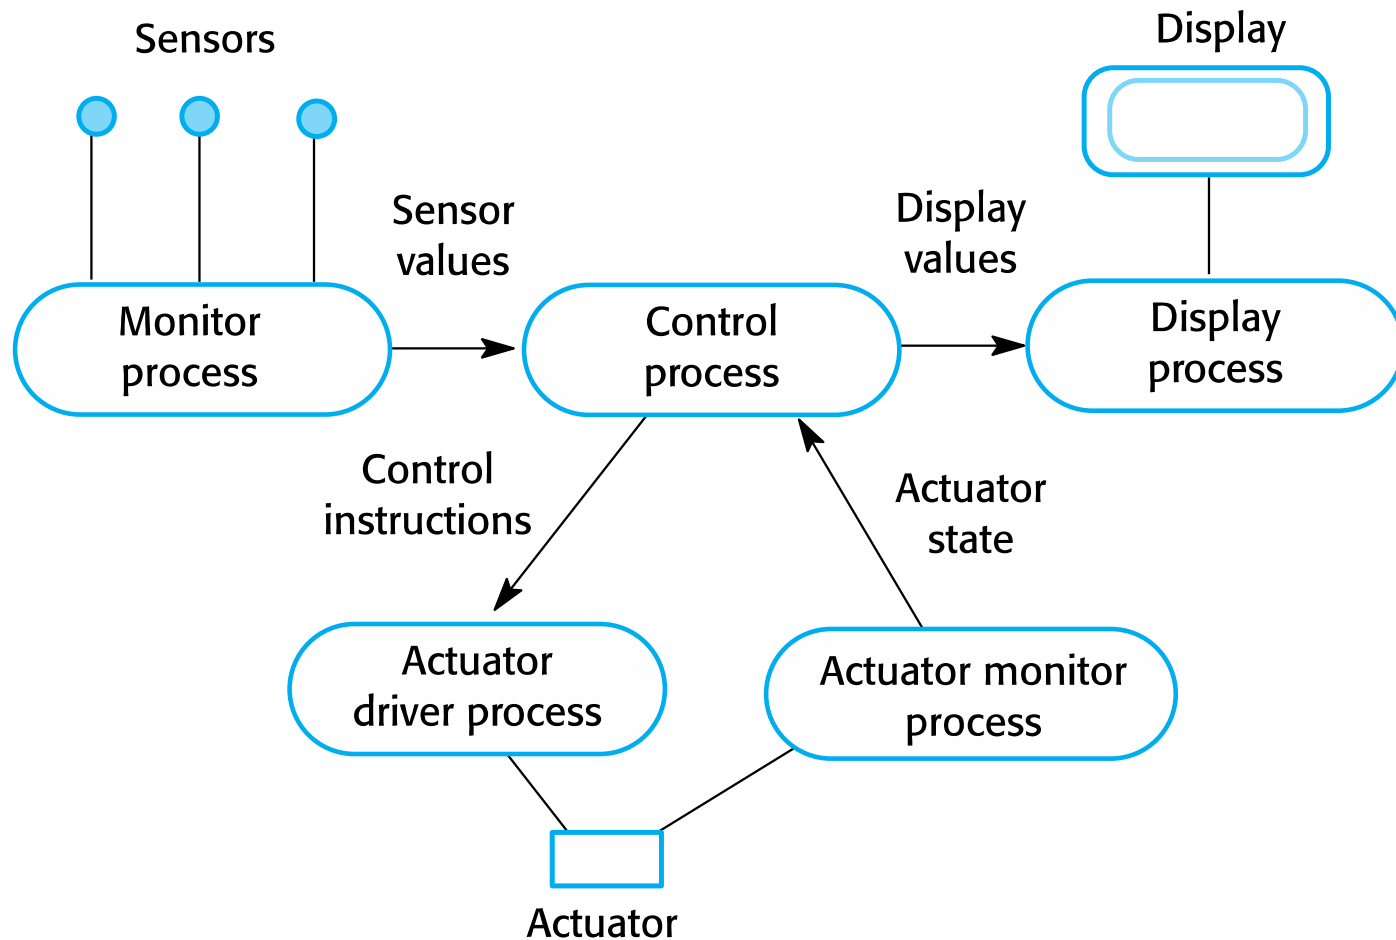 Sensors
Display
Sensor
values
Display
values
Monitor
process
Control
process
Display
process
Control
instructions
Actuator
state
Actuator
driver process
Actuator monitor
process
Actuator